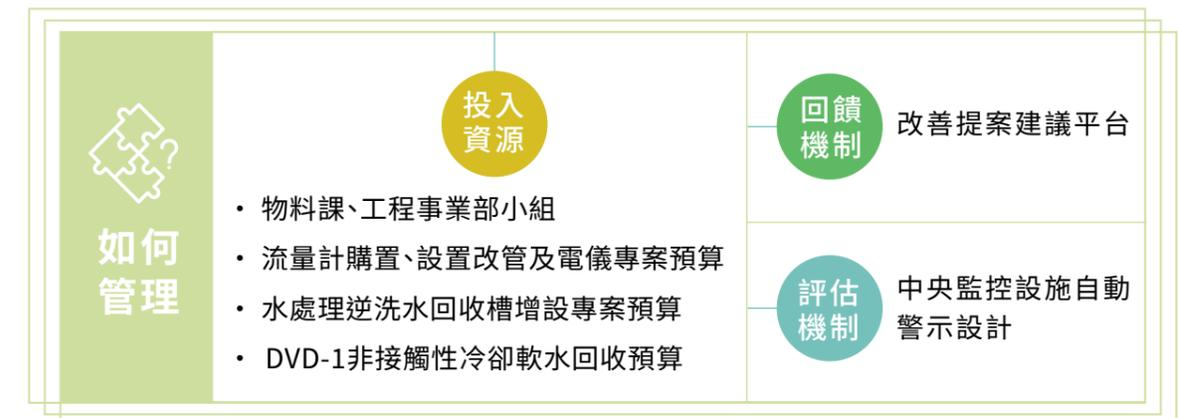 如何
管理
投入
資源
・ 物料課、工程事業部小組
・ 流量計購置、設置改管及電儀專案預算
・ 水處理逆洗水回收槽增設專案預算
・ DVD-1非接觸性冷卻軟水回收預算
回饋
機制
改善提案建議平台
評估
機制
中央監控設施自動
警示設計